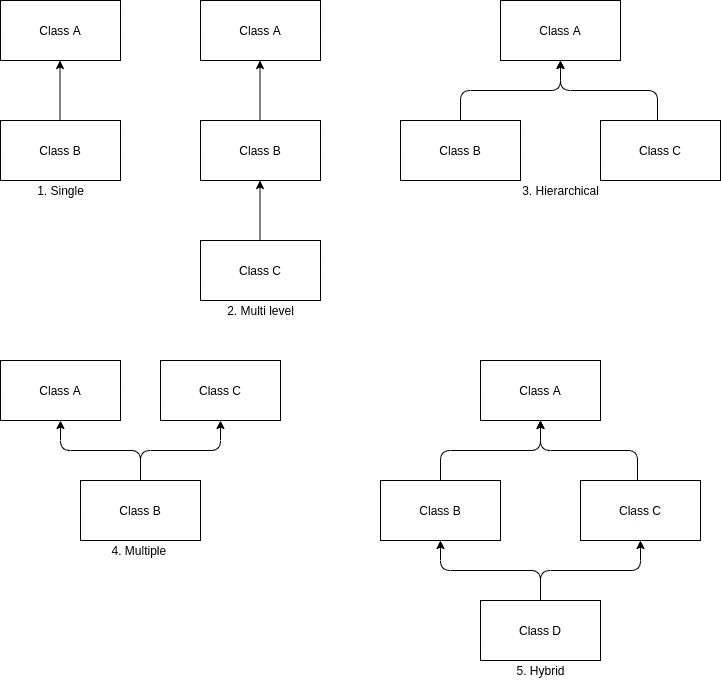 Class A
Class B
1. Single
Class A
Class B
Class C
2. Multi level
Class A
Class B
Class C
3. Hierarchical
Class A
Class C
Class B
4. Multiple
Class A
Class B
Class C
Class D
5. Hybrid